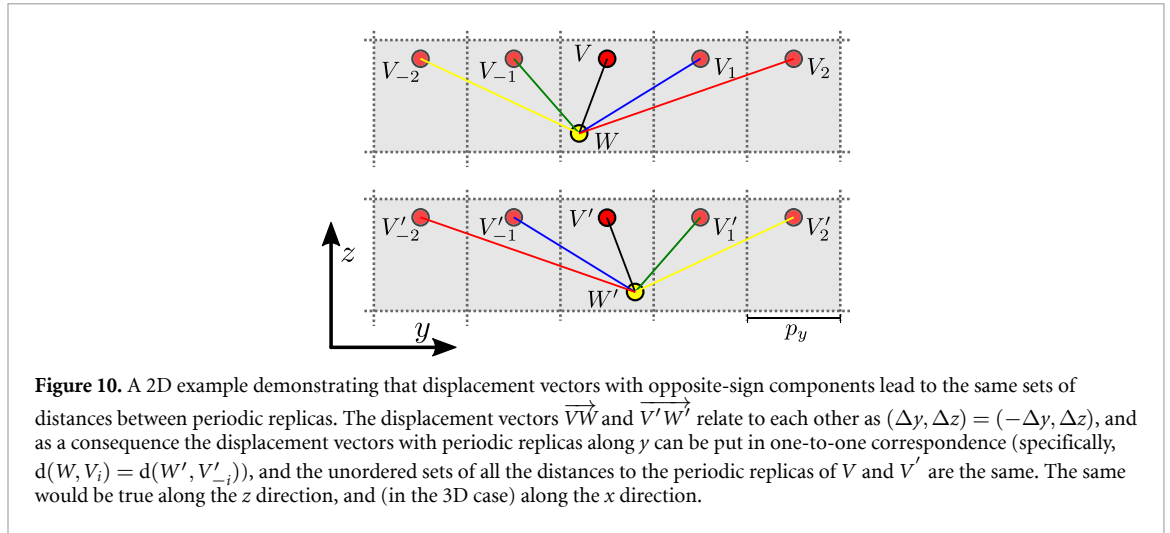 V₋₂ V₋₁ V V₁ V₂
W
V′₋₂ V′₋₁ V′ V′₁ V′₂
z
W′
y
p_y
Figure 10. A 2D example demonstrating that displacement vectors with opposite-sign components lead to the same sets of
distances between periodic replicas. The displacement vectors $\overrightarrow{VW}$ and $\overrightarrow{V'W'}$ relate to each other as (Δy, Δz) = (−Δy, Δz), and
as a consequence the displacement vectors with periodic replicas along y can be put in one-to-one correspondence (specifically,
d(W, Vᵢ) = d(W′, V′₋ᵢ)), and the unordered sets of all the distances to the periodic replicas of V and V′ are the same. The same
would be true along the z direction, and (in the 3D case) along the x direction.